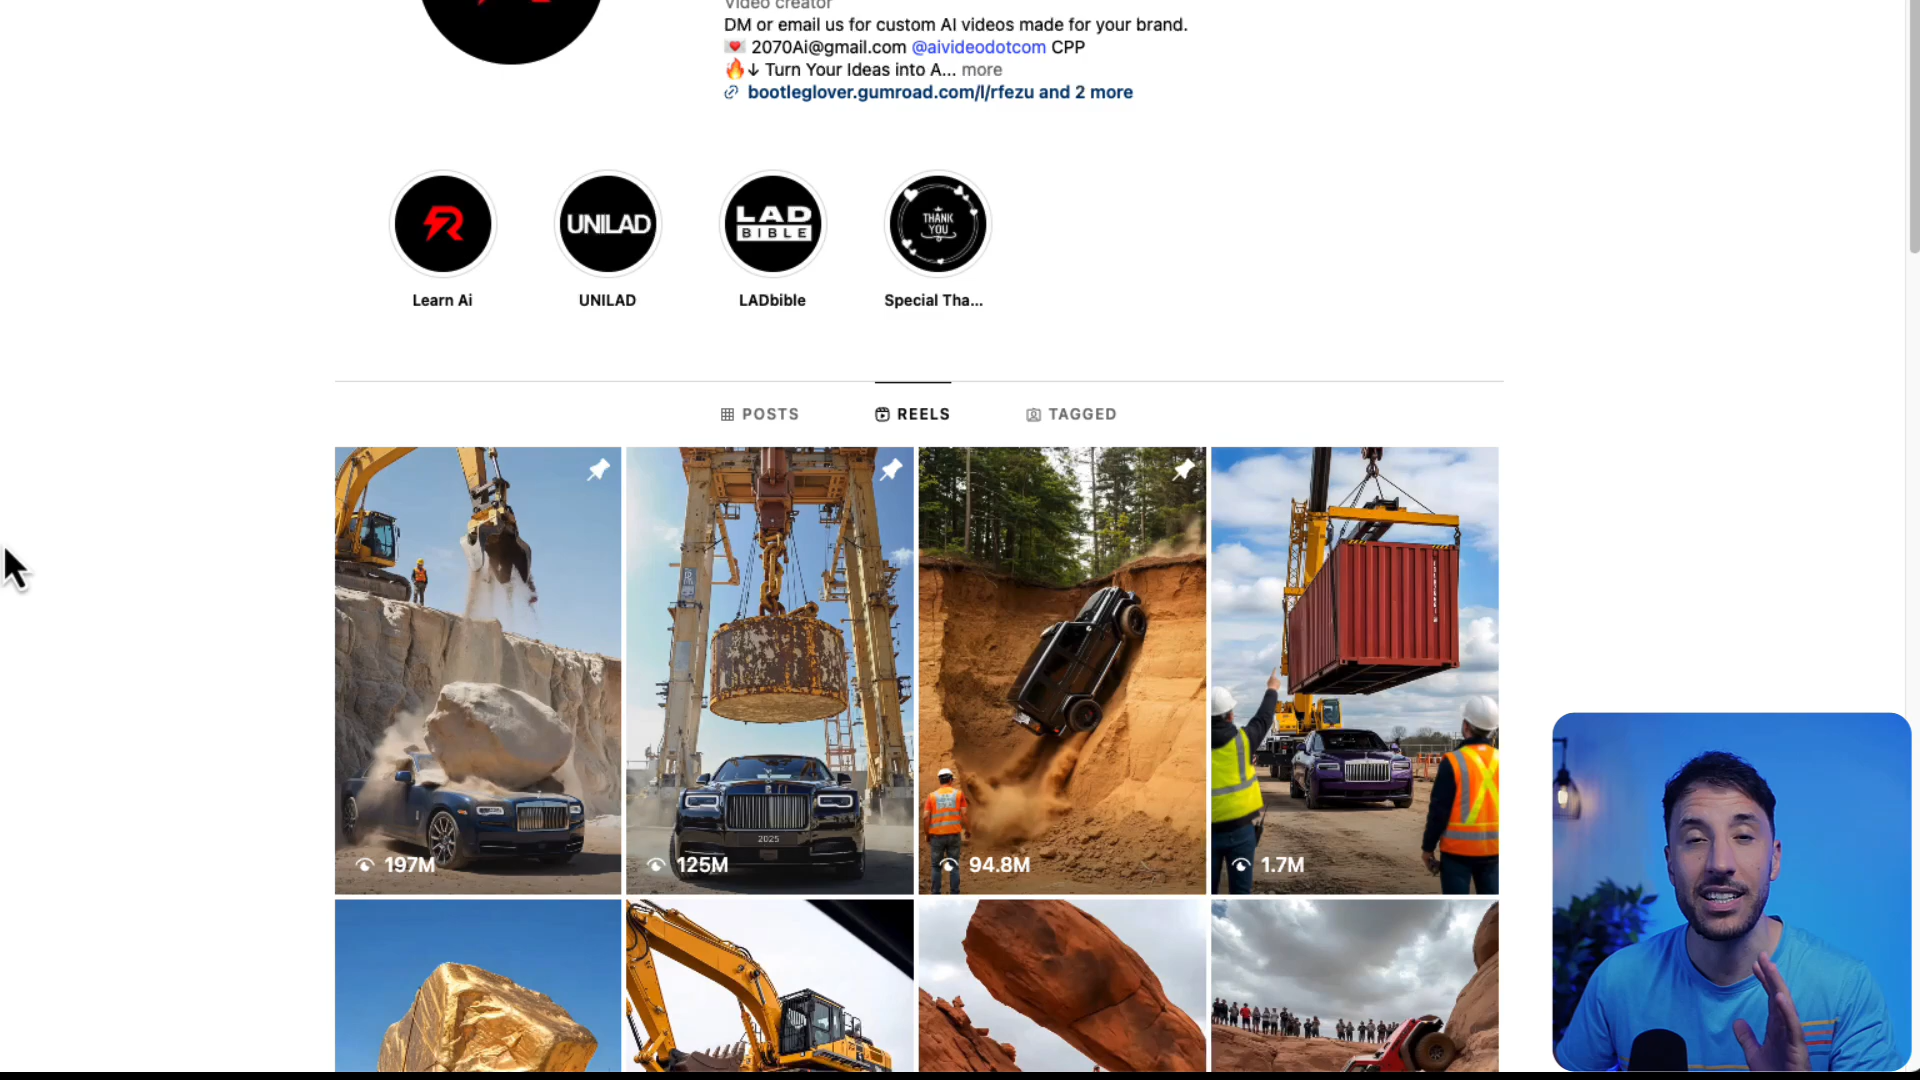 Video creator
DM or email us for custom AI videos made for your brand.
💌 2070Ai@gmail.com @aivideodotcom CPP
🔥↓ Turn Your Ideas into A... more
bootleglover.gumroad.com/l/rfezu and 2 more
UNILAD
LAD
BIBLE
THANK
YOU
Learn Ai
UNILAD
LADbible
Special Tha...
POSTS
REELS
TAGGED
2025
197M
125M
94.8M
1.7M